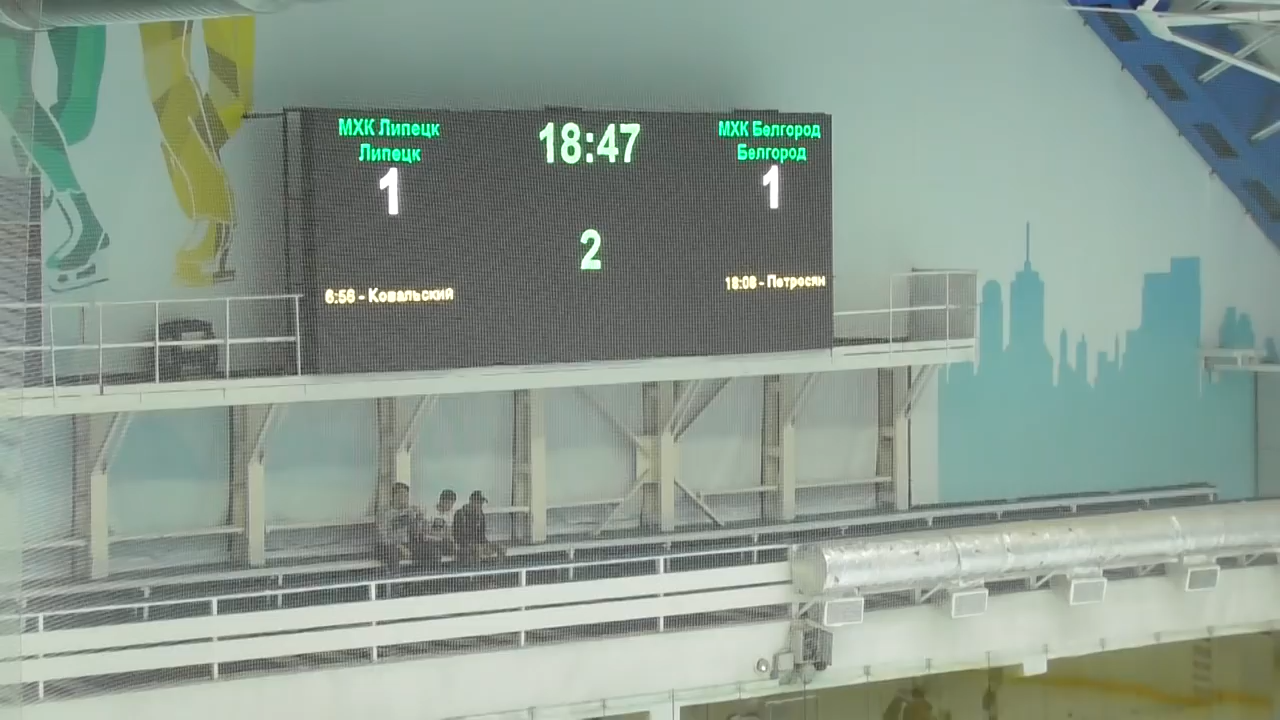 МХК Липецк
Липецк
1
18:47
2
МХК Белгород
Белгород
1
6:56 - Ковальский
18:08 - Петросян